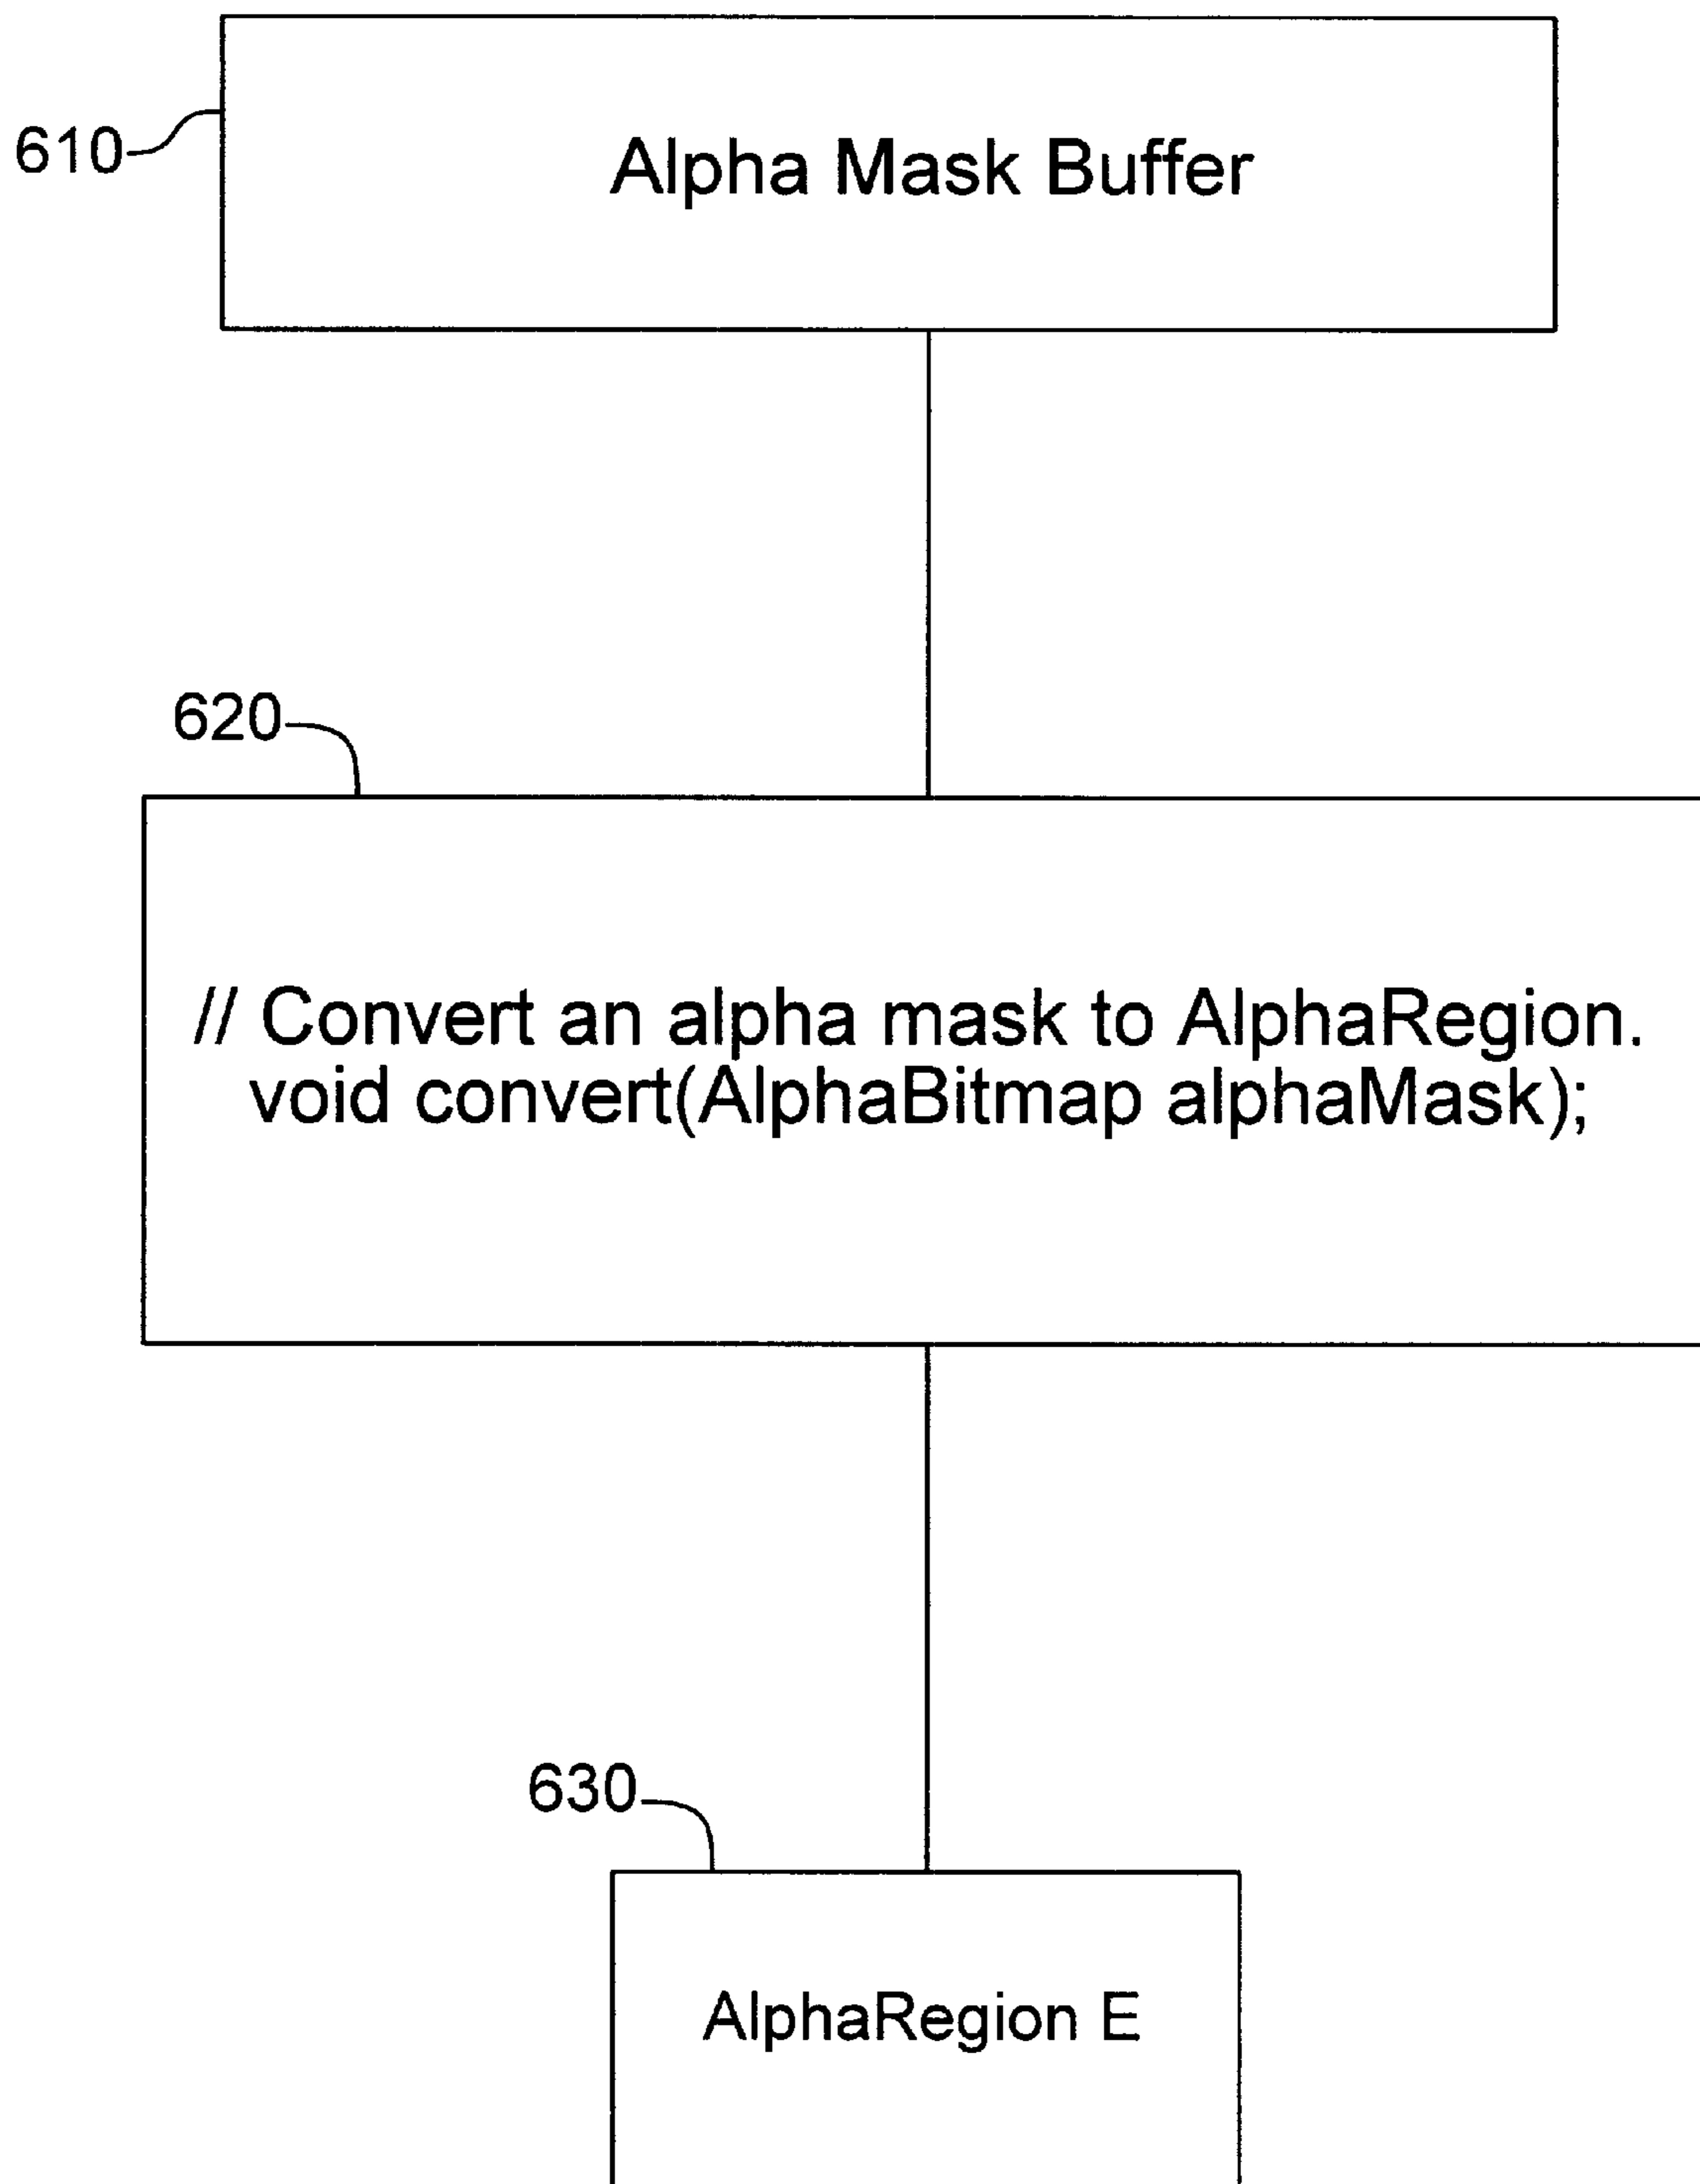 610
Alpha Mask Buffer
620
// Convert an alpha mask to AlphaRegion.
void convert(AlphaBitmap alphaMask);
630
AlphaRegion E